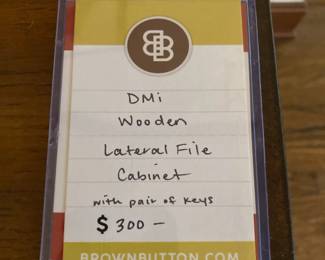 DMi
Wooden
Lateral File
Cabinet
with pair of keys
$ 300 –
BROWNBUTTON.COM